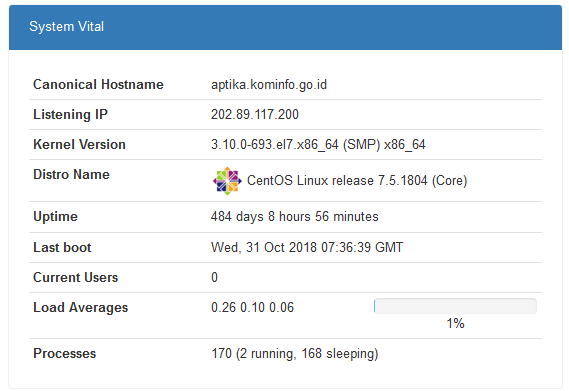 System Vital
Canonical Hostname aptika.kominfo.go.id
Listening IP 202.89.117.200
Kernel Version 3.10.0-693.el7.x86_64 (SMP) x86_64
Distro Name CentOS Linux release 7.5.1804 (Core)
Uptime 484 days 8 hours 56 minutes
Last boot Wed, 31 Oct 2018 07:36:39 GMT
Current Users 0
Load Averages 0.26 0.10 0.06
1%
Processes 170 (2 running, 168 sleeping)